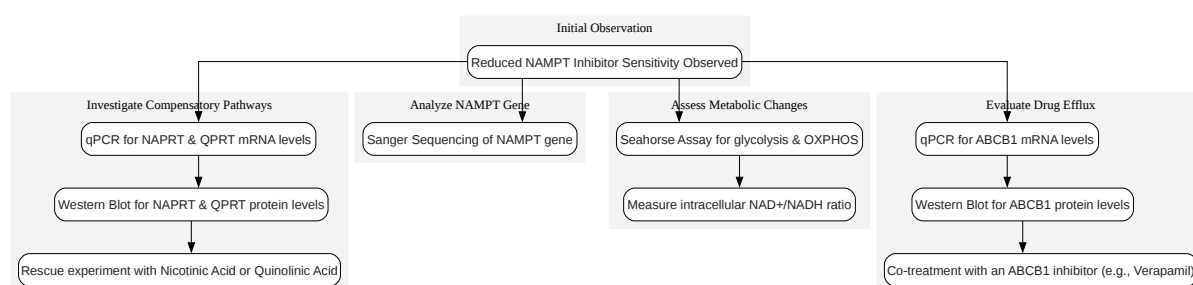 Initial Observation
Reduced NAMPT Inhibitor Sensitivity Observed
Investigate Compensatory Pathways
qPCR for NAPRT & QPRT mRNA levels
Western Blot for NAPRT & QPRT protein levels
Rescue experiment with Nicotinic Acid or Quinolinic Acid
Analyze NAMPT Gene
Sanger Sequencing of NAMPT gene
Assess Metabolic Changes
Seahorse Assay for glycolysis & OXPHOS
Measure intracellular NAD+/NADH ratio
Evaluate Drug Efflux
qPCR for ABCB1 mRNA levels
Western Blot for ABCB1 protein levels
Co-treatment with an ABCB1 inhibitor (e.g., Verapamil)